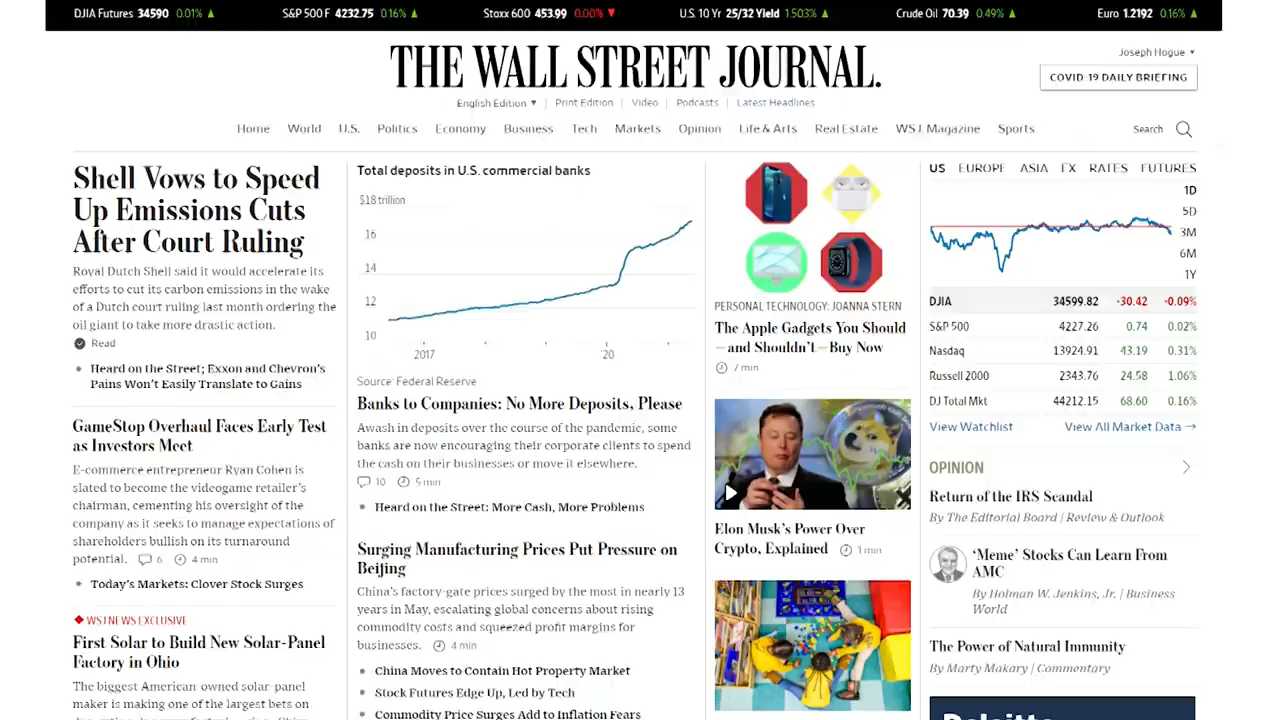 DJIA Futures 34590 0.01% ▲
S&P 500 F 4232.75 0.16% ▲
Stoxx 600 453.99 0.00% ▼
U.S. 10 Yr 25/32 Yield 1.503% ▲
Crude Oil 70.39 0.49% ▲
Euro 1.2192 0.16% ▲
THE WALL STREET JOURNAL.
Joseph Hogue ▼
COVID-19 DAILY BRIEFING
English Edition ▼ | Print Edition | Video | Podcasts | Latest Headlines
Home World U.S. Politics Economy Business Tech Markets Opinion Life & Arts Real Estate WSJ. Magazine Sports
Search
Shell Vows to Speed
Up Emissions Cuts
After Court Ruling
Royal Dutch Shell said it would accelerate its
efforts to cut its carbon emissions in the wake
of a Dutch court ruling last month ordering the
oil giant to take more drastic action.
Read
Heard on the Street; Exxon and Chevron's
Pains Won't Easily Translate to Gains
GameStop Overhaul Faces Early Test
as Investors Meet
E-commerce entrepreneur Ryan Cohen is
slated to become the videogame retailer's
chairman, cementing his oversight of the
company as it seeks to manage expectations of
shareholders bullish on its turnaround
potential. 6 4 min
Today's Markets: Clover Stock Surges
WSJ NEWS EXCLUSIVE
First Solar to Build New Solar-Panel
Factory in Ohio
The biggest American-owned solar-panel
maker is making one of the largest bets on
Total deposits in U.S. commercial banks
$18 trillion
16
14
12
10
2017 '20
Source: Federal Reserve
Banks to Companies: No More Deposits, Please
Awash in deposits over the course of the pandemic, some
banks are now encouraging their corporate clients to spend
the cash on their businesses or move it elsewhere.
10 5 min
Heard on the Street: More Cash, More Problems
Surging Manufacturing Prices Put Pressure on
Beijing
China's factory-gate prices surged by the most in nearly 13
years in May, escalating global concerns about rising
commodity costs and squeezed profit margins for
businesses. 4 min
China Moves to Contain Hot Property Market
Stock Futures Edge Up, Led by Tech
Commodity Price Surges Add to Inflation Fears
PERSONAL TECHNOLOGY: JOANNA STERN
The Apple Gadgets You Should
—and Shouldn't—Buy Now
7 min
Elon Musk's Power Over
Crypto, Explained 1 min
US EUROPE ASIA FX RATES FUTURES
1D
5D
3M
6M
1Y
DJIA 34599.82 -30.42 -0.09%
S&P 500 4227.26 0.74 0.02%
Nasdaq 13924.91 43.19 0.31%
Russell 2000 2343.76 24.58 1.06%
DJ Total Mkt 44212.15 68.60 0.16%
View Watchlist View All Market Data →
OPINION
Return of the IRS Scandal
By The Editorial Board | Review & Outlook
'Meme' Stocks Can Learn From
AMC
By Holman W. Jenkins, Jr. | Business
World
The Power of Natural Immunity
By Marty Makary | Commentary
Deloitte